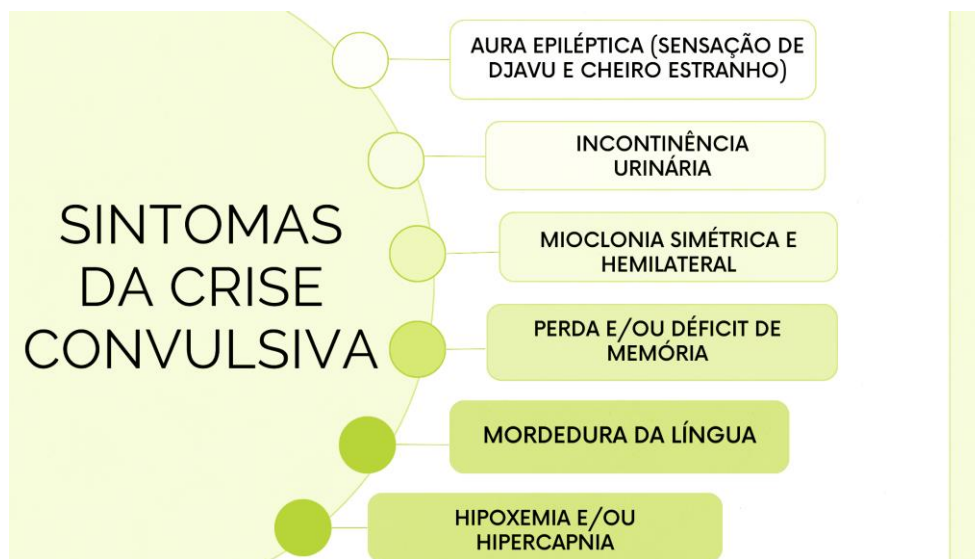 SINTOMAS
DA CRISE
CONVULSIVA
AURA EPILÉPTICA (SENSAÇÃO DE
DJAVU E CHEIRO ESTRANHO)
INCONTINÊNCIA
URINÁRIA
MIOCLONIA SIMÉTRICA E
HEMILATERAL
PERDA E/OU DÉFICIT DE
MEMÓRIA
MORDEDURA DA LÍNGUA
HIPOXEMIA E/OU
HIPERCAPNIA